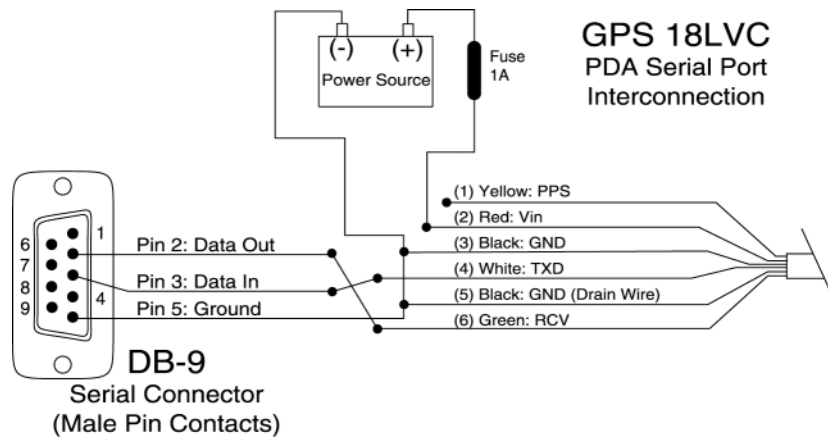 GPS 18LVC
PDA Serial Port
Interconnection
(-) (+)
Power Source
Fuse
1A
(1) Yellow: PPS
(2) Red: Vin
(3) Black: GND
(4) White: TXD
(5) Black: GND (Drain Wire)
(6) Green: RCV
1
6
7
8
9
4
Pin 2: Data Out
Pin 3: Data In
Pin 5: Ground
DB-9
Serial Connector
(Male Pin Contacts)